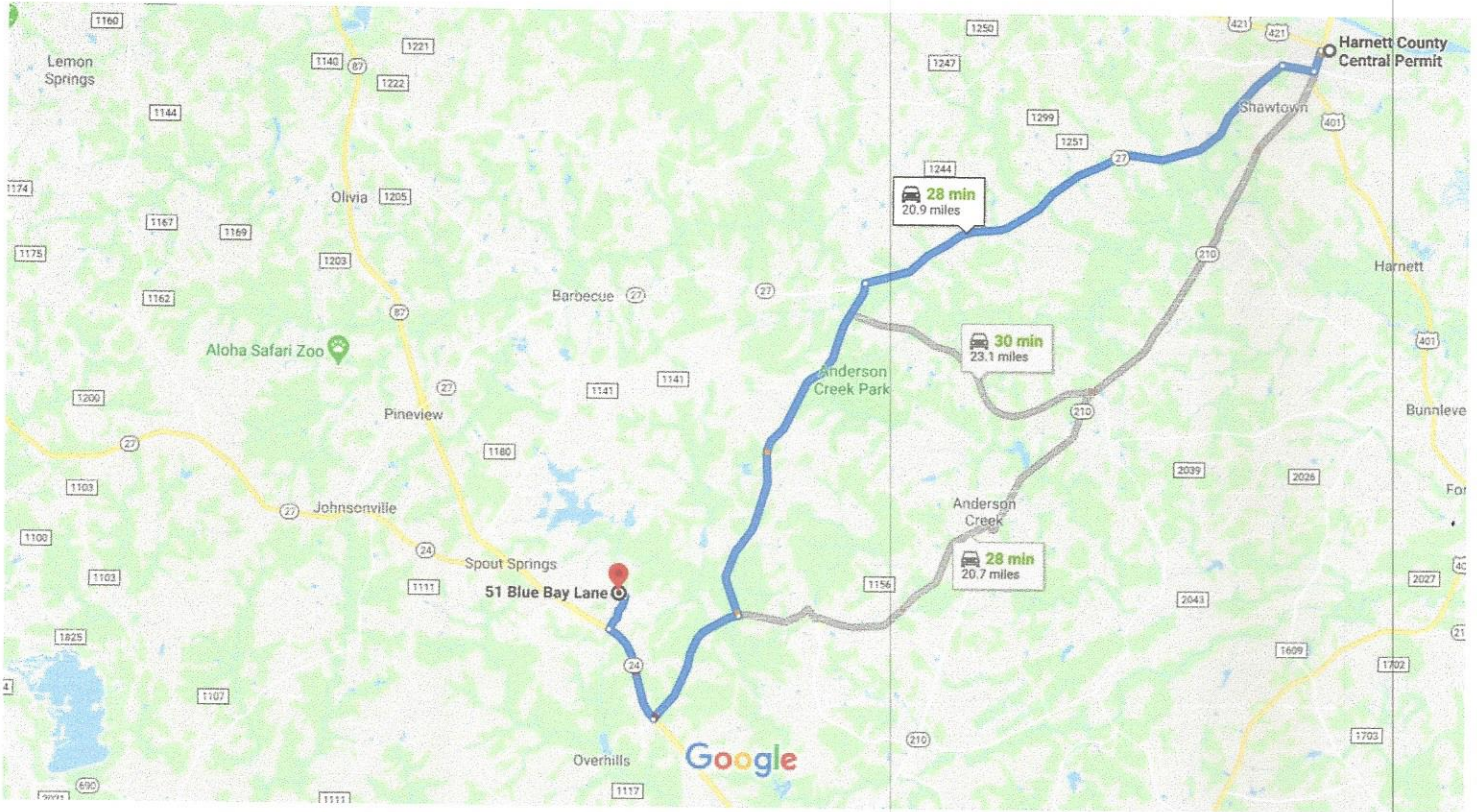 1160
1221
1250
421
421
Harnett County
Central Permit
Lemon
Springs
1140
87
1222
1247
1144
1299
Shawtown
401
1251
27
1244
1174
Olivia
1205
28 min
20.9 miles
1167
1169
1175
1203
210
Harnett
1162
Barbecue
27
27
87
Aloha Safari Zoo
30 min
23.1 miles
401
1141
1141
Anderson
Creek Park
27
1200
Pineview
210
Bunnleve
27
1180
2039
2026
1103
For
27
Johnsonville
Anderson
Creek
1100
24
Spout Springs
28 min
20.7 miles
40
1103
1111
51 Blue Bay Lane
1156
2027
2043
1825
24
21
1609
1702
4
1107
210
1703
Overhills
Google
690
1117
1111